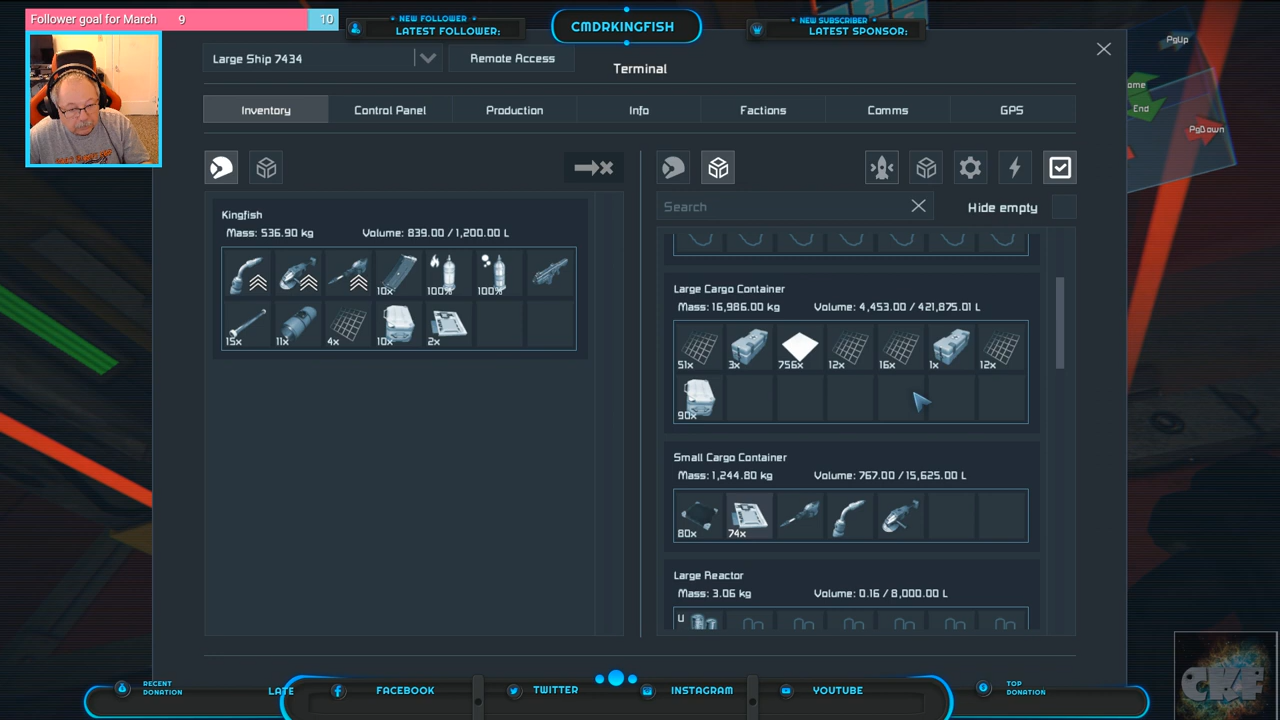 Follower goal for March 9 10
NEW FOLLOWER
LATEST FOLLOWER:
CMDRKINGFISH
NEW SUBSCRIBER
LATEST SPONSOR:
Large Ship 7434
Remote Access
Terminal
PgUp
ome
End
PgDown
Inventory
Control Panel
Production
Info
Factions
Comms
GPS
Search
Hide empty
Kingfish
Mass: 536.90 kg Volume: 839.00 / 1,200.00 L
10x 100% 100%
15x 11x 4x 10x 2x
Large Cargo Container
Mass: 16,986.00 kg Volume: 4,453.00 / 421,875.01 L
51x 3x 756x 12x 16x 1x 12x
90x
Small Cargo Container
Mass: 1,244.80 kg Volume: 767.00 / 15,625.00 L
80x 74x
Large Reactor
Mass: 3.06 kg Volume: 0.16 / 8,000.00 L
U
RECENT
DONATION
LATE
FACEBOOK
TWITTER
INSTAGRAM
YOUTUBE
TOP
DONATION
CKF